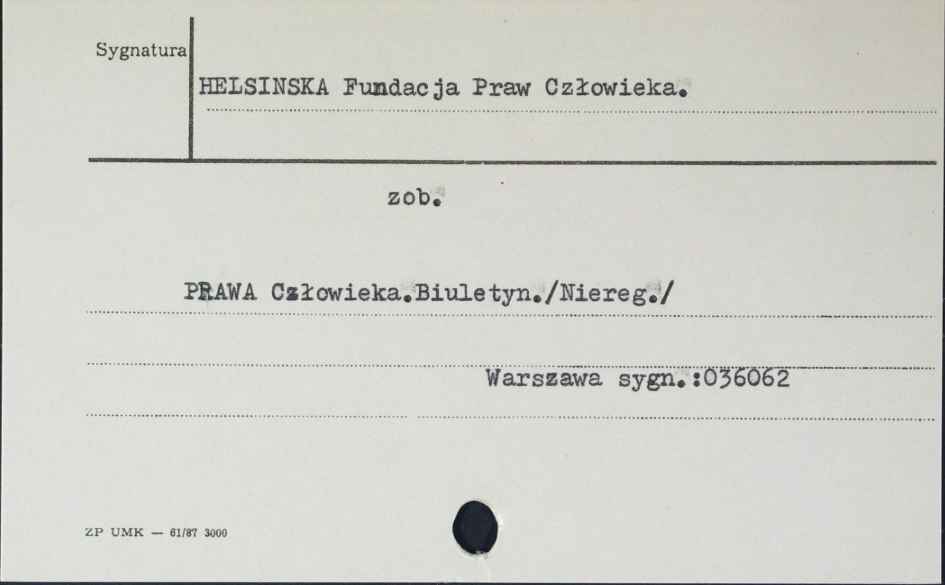 Sygnatura
HELSINSKA Fundacja Praw Człowieka.
zob.
PRAWA Człowieka.Biuletyn./Niereg./
Warszawa sygn.:036062
ZP UMK — 61/87 3000